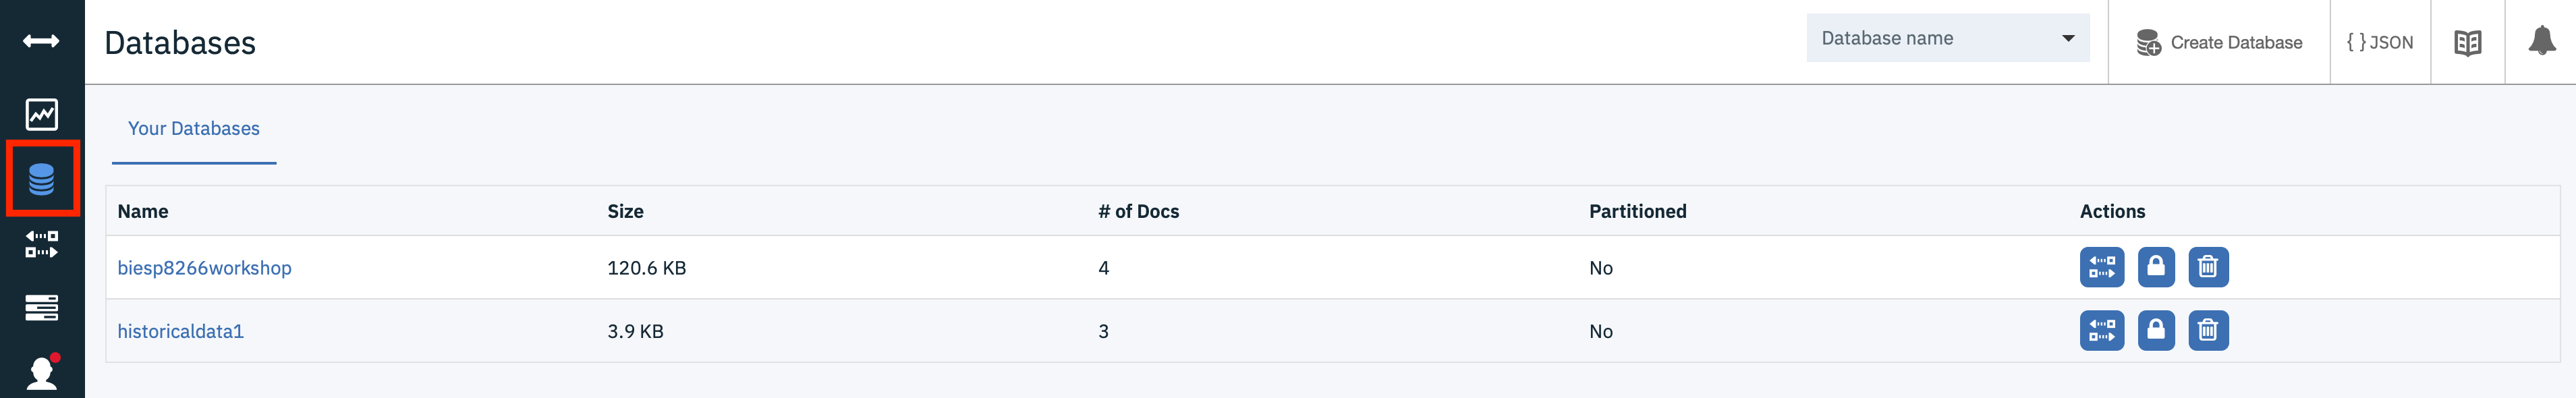 Databases
Database name
Create Database
{ } JSON
Your Databases
Name Size # of Docs Partitioned Actions
biesp8266workshop 120.6 KB 4 No
historicaldata1 3.9 KB 3 No